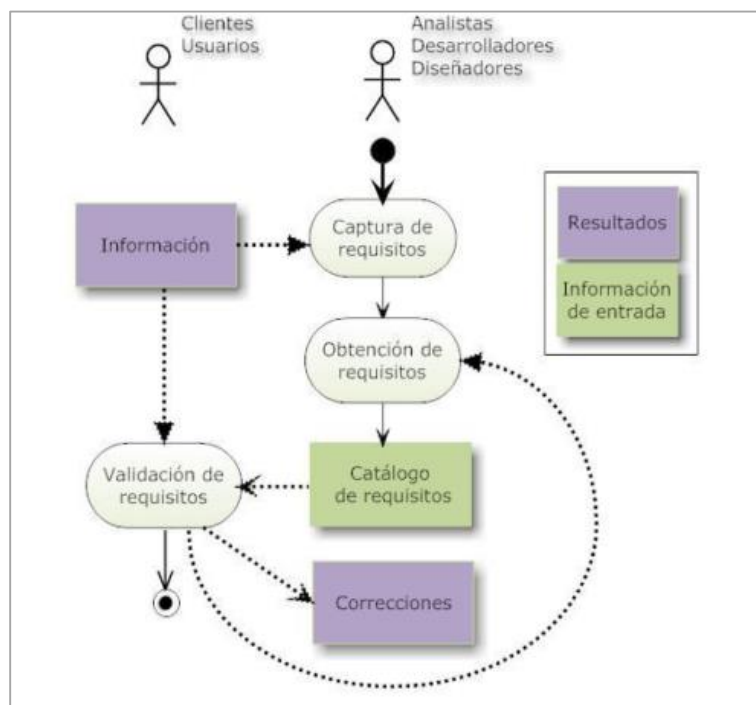 Clientes
Usuarios
Analistas
Desarrolladores
Diseñadores
Captura de
requisitos
Información
Resultados
Información
de entrada
Obtención de
requisitos
Validación de
requisitos
Catálogo
de requisitos
Correcciones